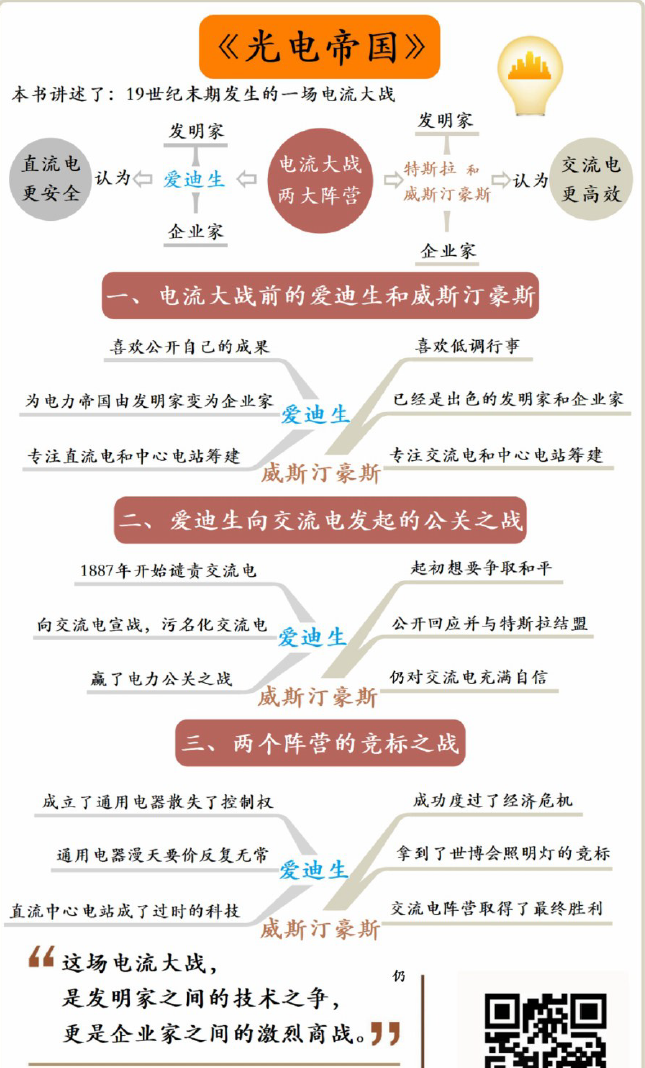 《光电帝国》
本书讲述了：19世纪末期发生的一场电流大战
发明家
发明家
直流电
更安全
认为
爱迪生
电流大战
两大阵营
特斯拉 和
威斯汀豪斯
认为
交流电
更高效
企业家
企业家
一、电流大战前的爱迪生和威斯汀豪斯
喜欢公开自己的成果
喜欢低调行事
为电力帝国由发明家变为企业家
爱迪生
已经是出色的发明家和企业家
专注直流电和中心电站筹建
威斯汀豪斯
专注交流电和中心电站筹建
二、爱迪生向交流电发起的公关之战
1887年开始谴责交流电
起初想要争取和平
向交流电宣战，污名化交流电
爱迪生
公开回应并与特斯拉结盟
赢了电力公关之战
威斯汀豪斯
仍对交流电充满自信
三、两个阵营的竞标之战
成立了通用电器散失了控制权
成功度过了经济危机
通用电器漫天要价反复无常
爱迪生
拿到了世博会照明灯的竞标
直流中心电站成了过时的科技
威斯汀豪斯
交流电阵营取得了最终胜利
“这场电流大战，
是发明家之间的技术之争，
更是企业家之间的激烈商战。”
仍